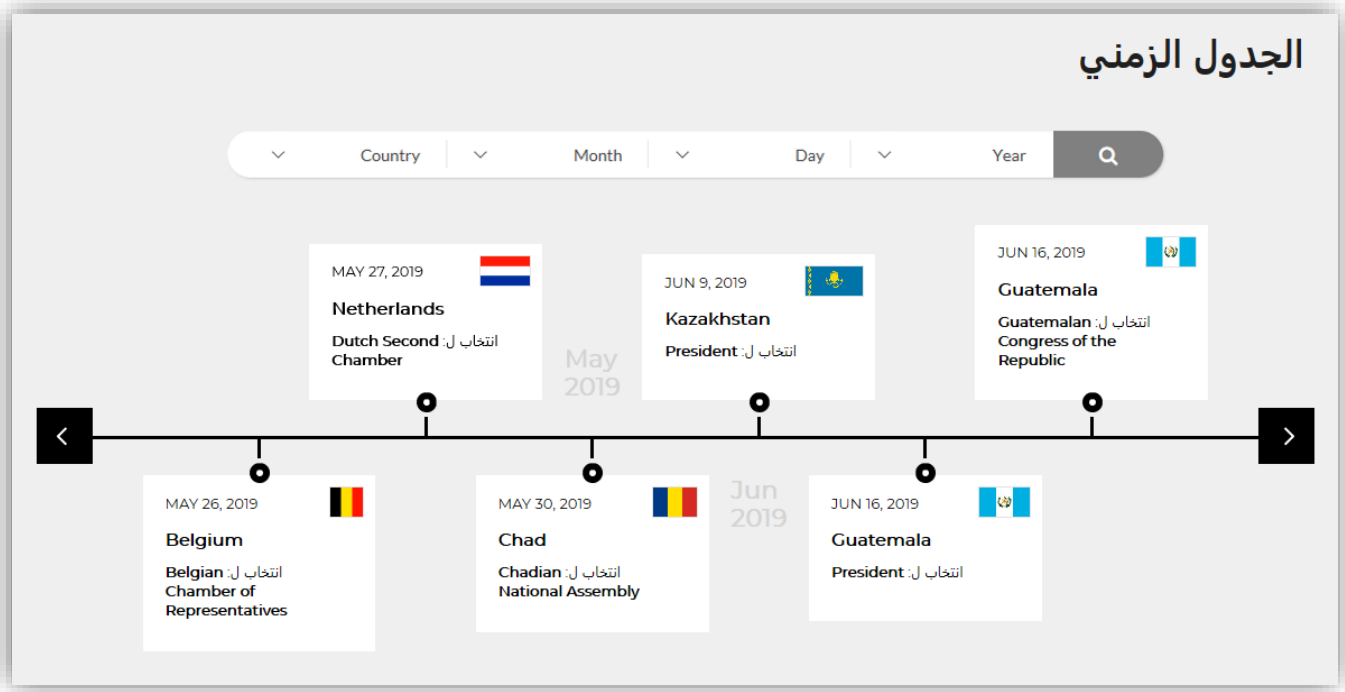 الجدول الزمني
Country
Month
Day
Year
MAY 27, 2019
Netherlands
انتخاب ل: Dutch Second
Chamber
May
2019
JUN 9, 2019
Kazakhstan
انتخاب ل: President
JUN 16, 2019
Guatemala
انتخاب ل: Guatemalan
Congress of the
Republic
MAY 26, 2019
Belgium
انتخاب ل: Belgian
Chamber of
Representatives
MAY 30, 2019
Chad
انتخاب ل: Chadian
National Assembly
Jun
2019
JUN 16, 2019
Guatemala
انتخاب ل: President